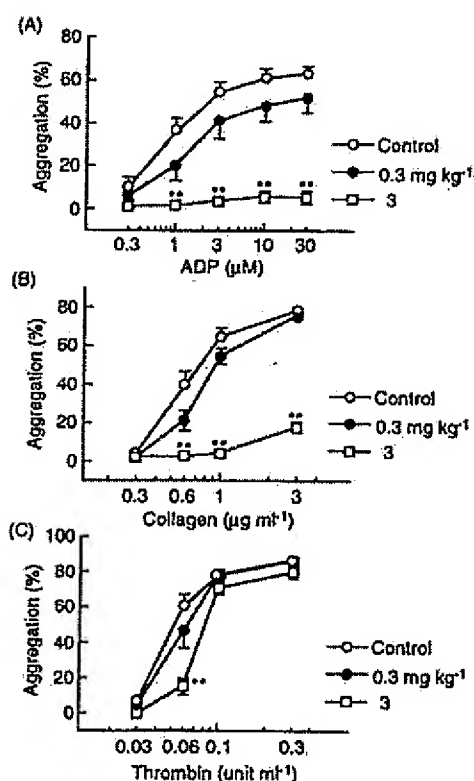 (A)
Aggregation (%)
80
60
40
20
0
**
**
**
**
0.3
1
3
10
30
ADP (μM)
Control
0.3 mg kg⁻¹
3
(B)
Aggregation (%)
80
60
40
20
0
**
**
**
0.3
0.6
1
3
Collagen (μg ml⁻¹)
Control
0.3 mg kg⁻¹
3
(C)
Aggregation (%)
100
80
60
40
20
0
**
0.03
0.06
0.1
0.3
Thrombin (unit ml⁻¹)
Control
0.3 mg kg⁻¹
3